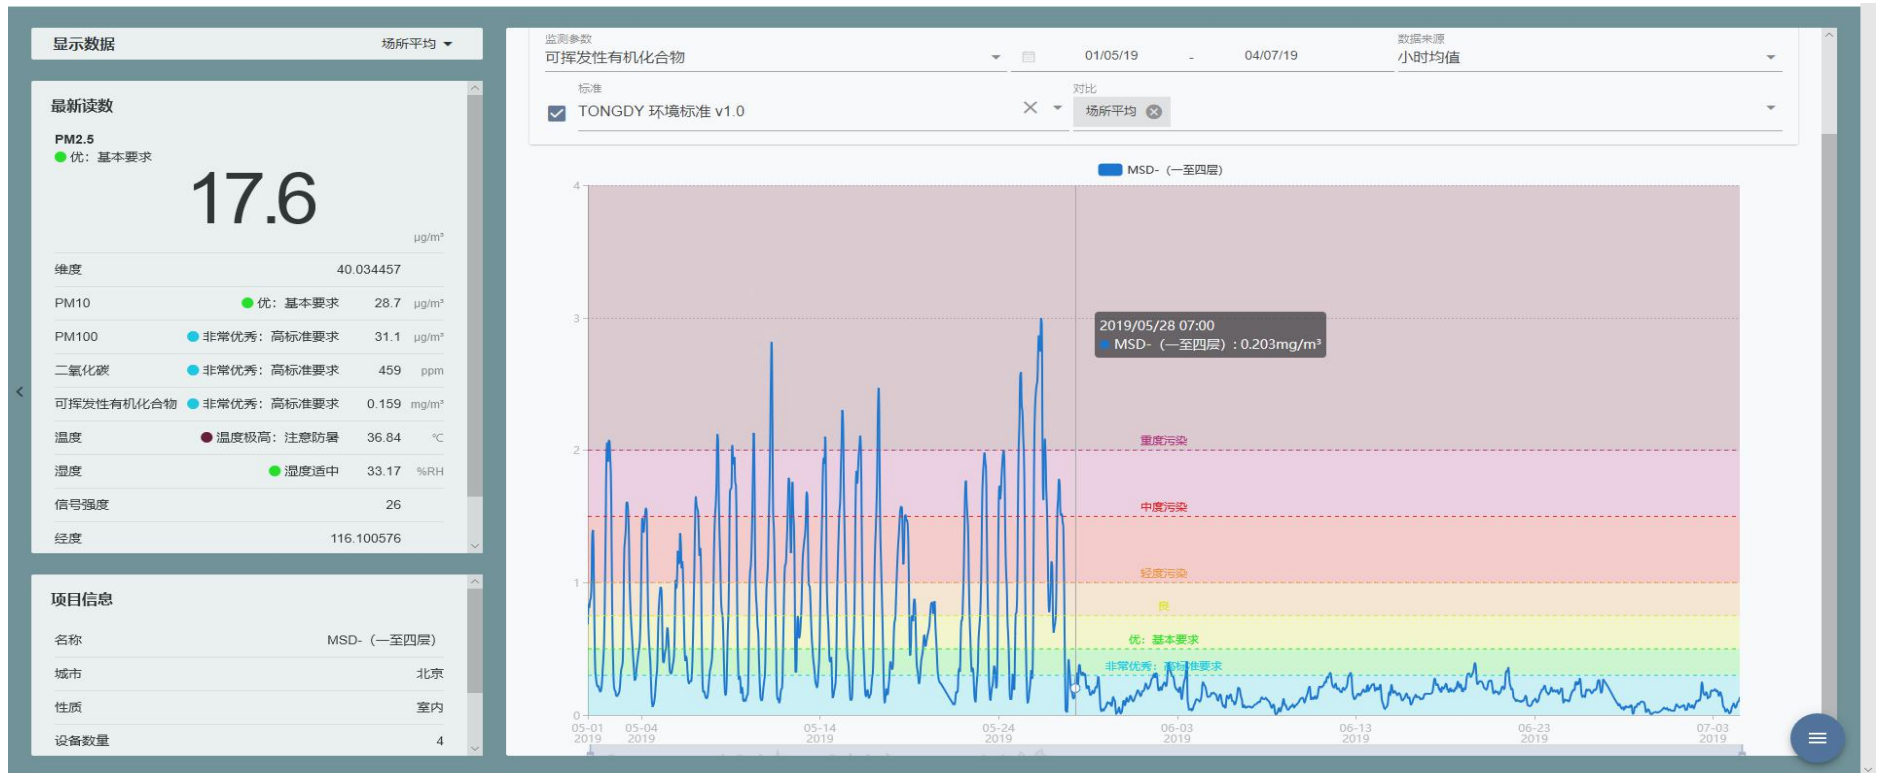 显示数据
场所平均
最新读数
PM2.5
优：基本要求
17.6
μg/m³
维度 40.034457
PM10 优：基本要求 28.7 μg/m³
PM100 非常优秀：高标准要求 31.1 μg/m³
二氧化碳 非常优秀：高标准要求 459 ppm
可挥发性有机化合物 非常优秀：高标准要求 0.159 mg/m³
温度 温度极高：注意防暑 36.84 ℃
湿度 湿度适中 33.17 %RH
信号强度 26
经度 116.100576
项目信息
名称 MSD-（一至四层）
城市 北京
性质 室内
设备数量 4
监测参数
可挥发性有机化合物
01/05/19 - 04/07/19
数据来源
小时均值
标准
TONGDY 环境标准 v1.0
对比
场所平均
MSD-（一至四层）
4
3
2
1
0
2019/05/28 07:00
MSD-（一至四层）: 0.203mg/m³
重度污染
中度污染
轻度污染
良
优：基本要求
非常优秀：高标准要求
05-01 05-04 05-14 05-24 06-03 06-13 06-23 07-03
2019 2019 2019 2019 2019 2019 2019 2019